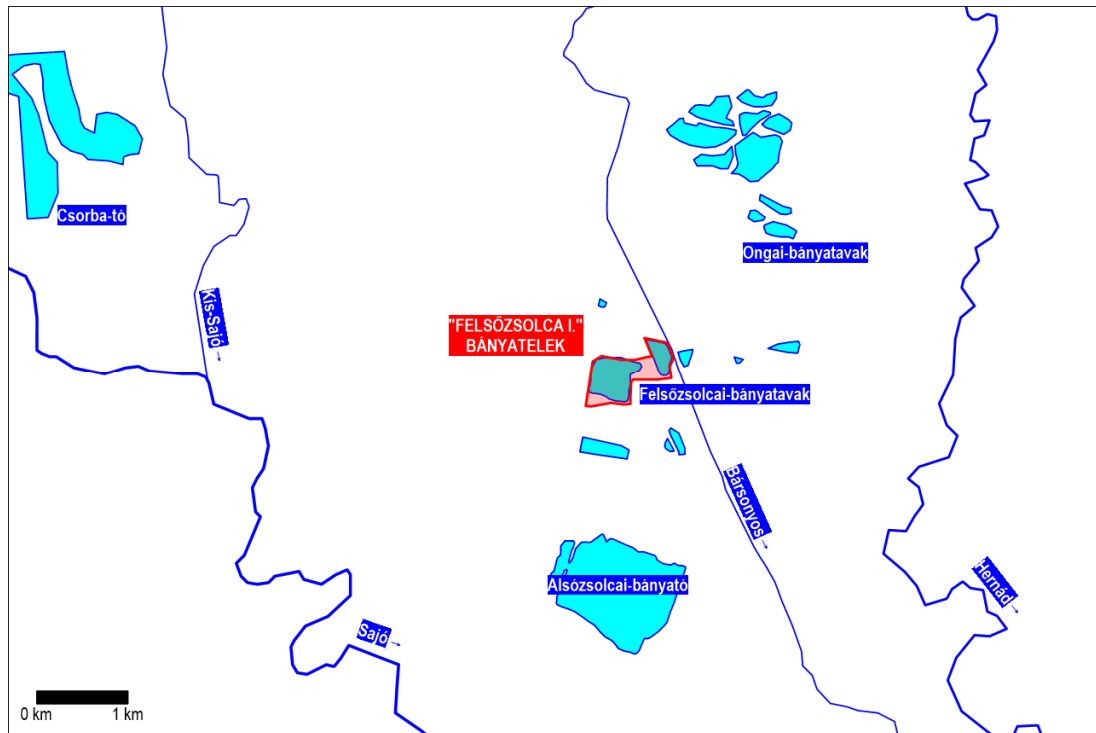 Csorba-tó
Ongai-bányatavak
Kis-Sajó
"FELSŐZSOLCA I."
BÁNYATELEK
Felsőzsolcai-bányatavak
Bársonyos
Alsózsolcai-bányató
Hernád
Sajó
0 km 1 km